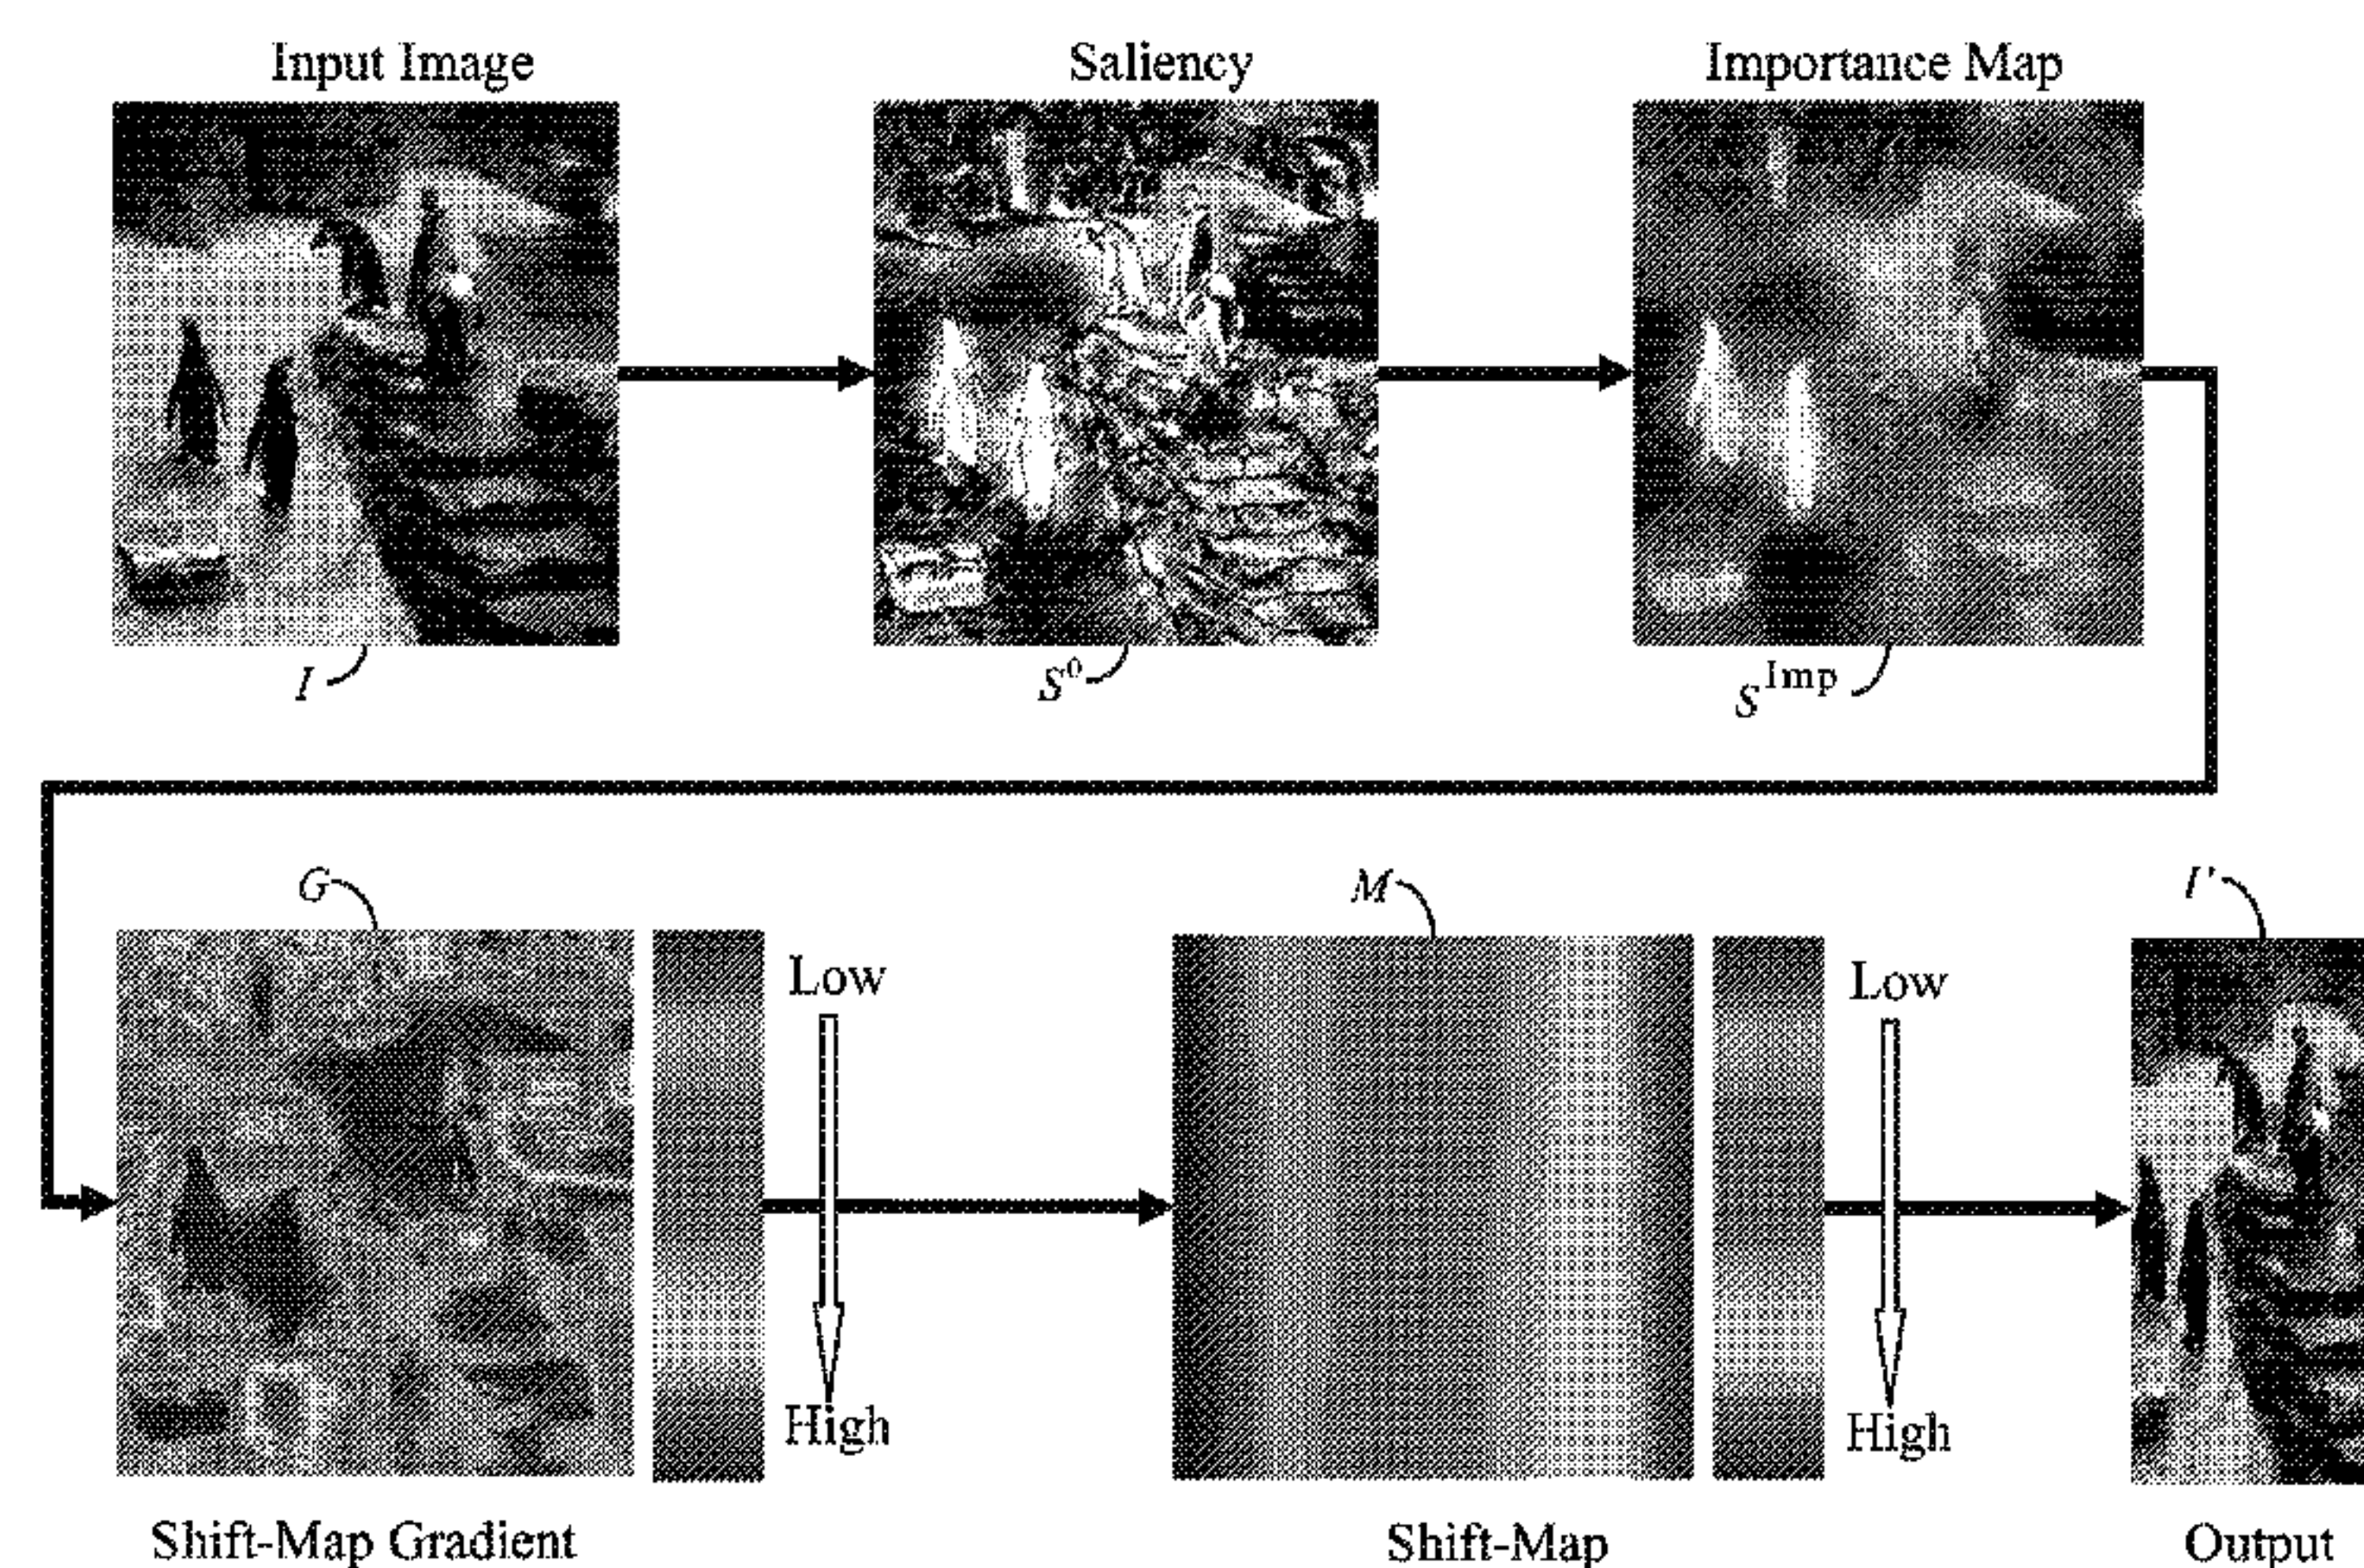 Input Image
Saliency
Importance Map
I
S⁰
S^Imp
G
M
I'
Low
Low
High
High
Shift-Map Gradient
Shift-Map
Output